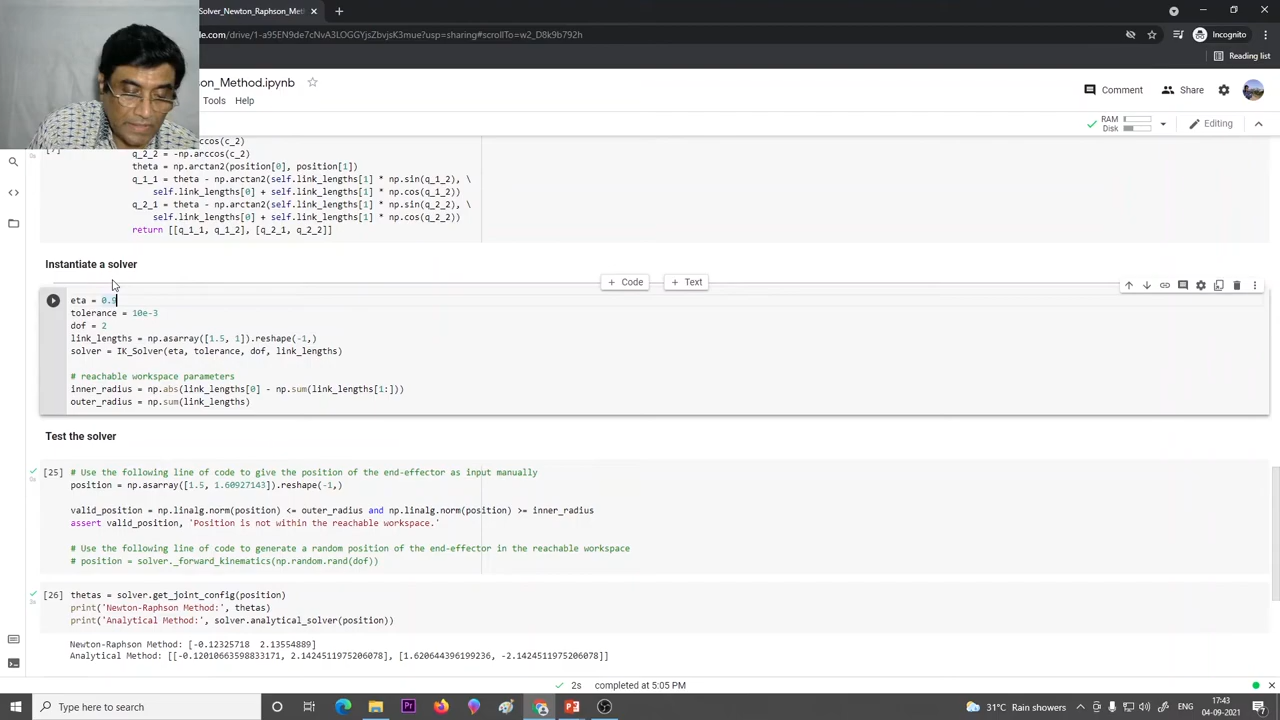 Solver_Newton_Raphson_Me
le.com/drive/1-a95EN9de7cNvA3LOGGYjsZbvjsK3mue?usp=sharing#scrollTo=w2_D8k9b792h
Incognito
Reading list
on_Method.ipynb
Comment
Share
Tools
Help
RAM
Disk
Editing
ccos(c_2)
q_2_2 = -np.arccos(c_2)
theta = np.arctan2(position[0], position[1])
q_1_1 = theta - np.arctan2(self.link_lengths[1] * np.sin(q_1_2), \
self.link_lengths[0] + self.link_lengths[1] * np.cos(q_1_2))
q_2_1 = theta - np.arctan2(self.link_lengths[1] * np.sin(q_2_2), \
self.link_lengths[0] + self.link_lengths[1] * np.cos(q_2_2))
return [[q_1_1, q_1_2], [q_2_1, q_2_2]]
Instantiate a solver
+ Code
+ Text
eta = 0.9
tolerance = 10e-3
dof = 2
link_lengths = np.asarray([1.5, 1]).reshape(-1,)
solver = IK_Solver(eta, tolerance, dof, link_lengths)
# reachable workspace parameters
inner_radius = np.abs(link_lengths[0] - np.sum(link_lengths[1:]))
outer_radius = np.sum(link_lengths)
Test the solver
[25] # Use the following line of code to give the position of the end-effector as input manually
position = np.asarray([1.5, 1.60927143]).reshape(-1,)
valid_position = np.linalg.norm(position) <= outer_radius and np.linalg.norm(position) >= inner_radius
assert valid_position, 'Position is not within the reachable workspace.'
# Use the following line of code to generate a random position of the end-effector in the reachable workspace
# position = solver._forward_kinematics(np.random.rand(dof))
[26] thetas = solver.get_joint_config(position)
print('Newton-Raphson Method:', thetas)
print('Analytical Method:', solver.analytical_solver(position))
Newton-Raphson Method: [-0.12325718 2.13554889]
Analytical Method: [[-0.12010663598833171, 2.1424511975206078], [1.620644396199236, -2.1424511975206078]]
2s completed at 5:05 PM
Type here to search
31°C Rain showers
ENG
17:43
04-09-2021